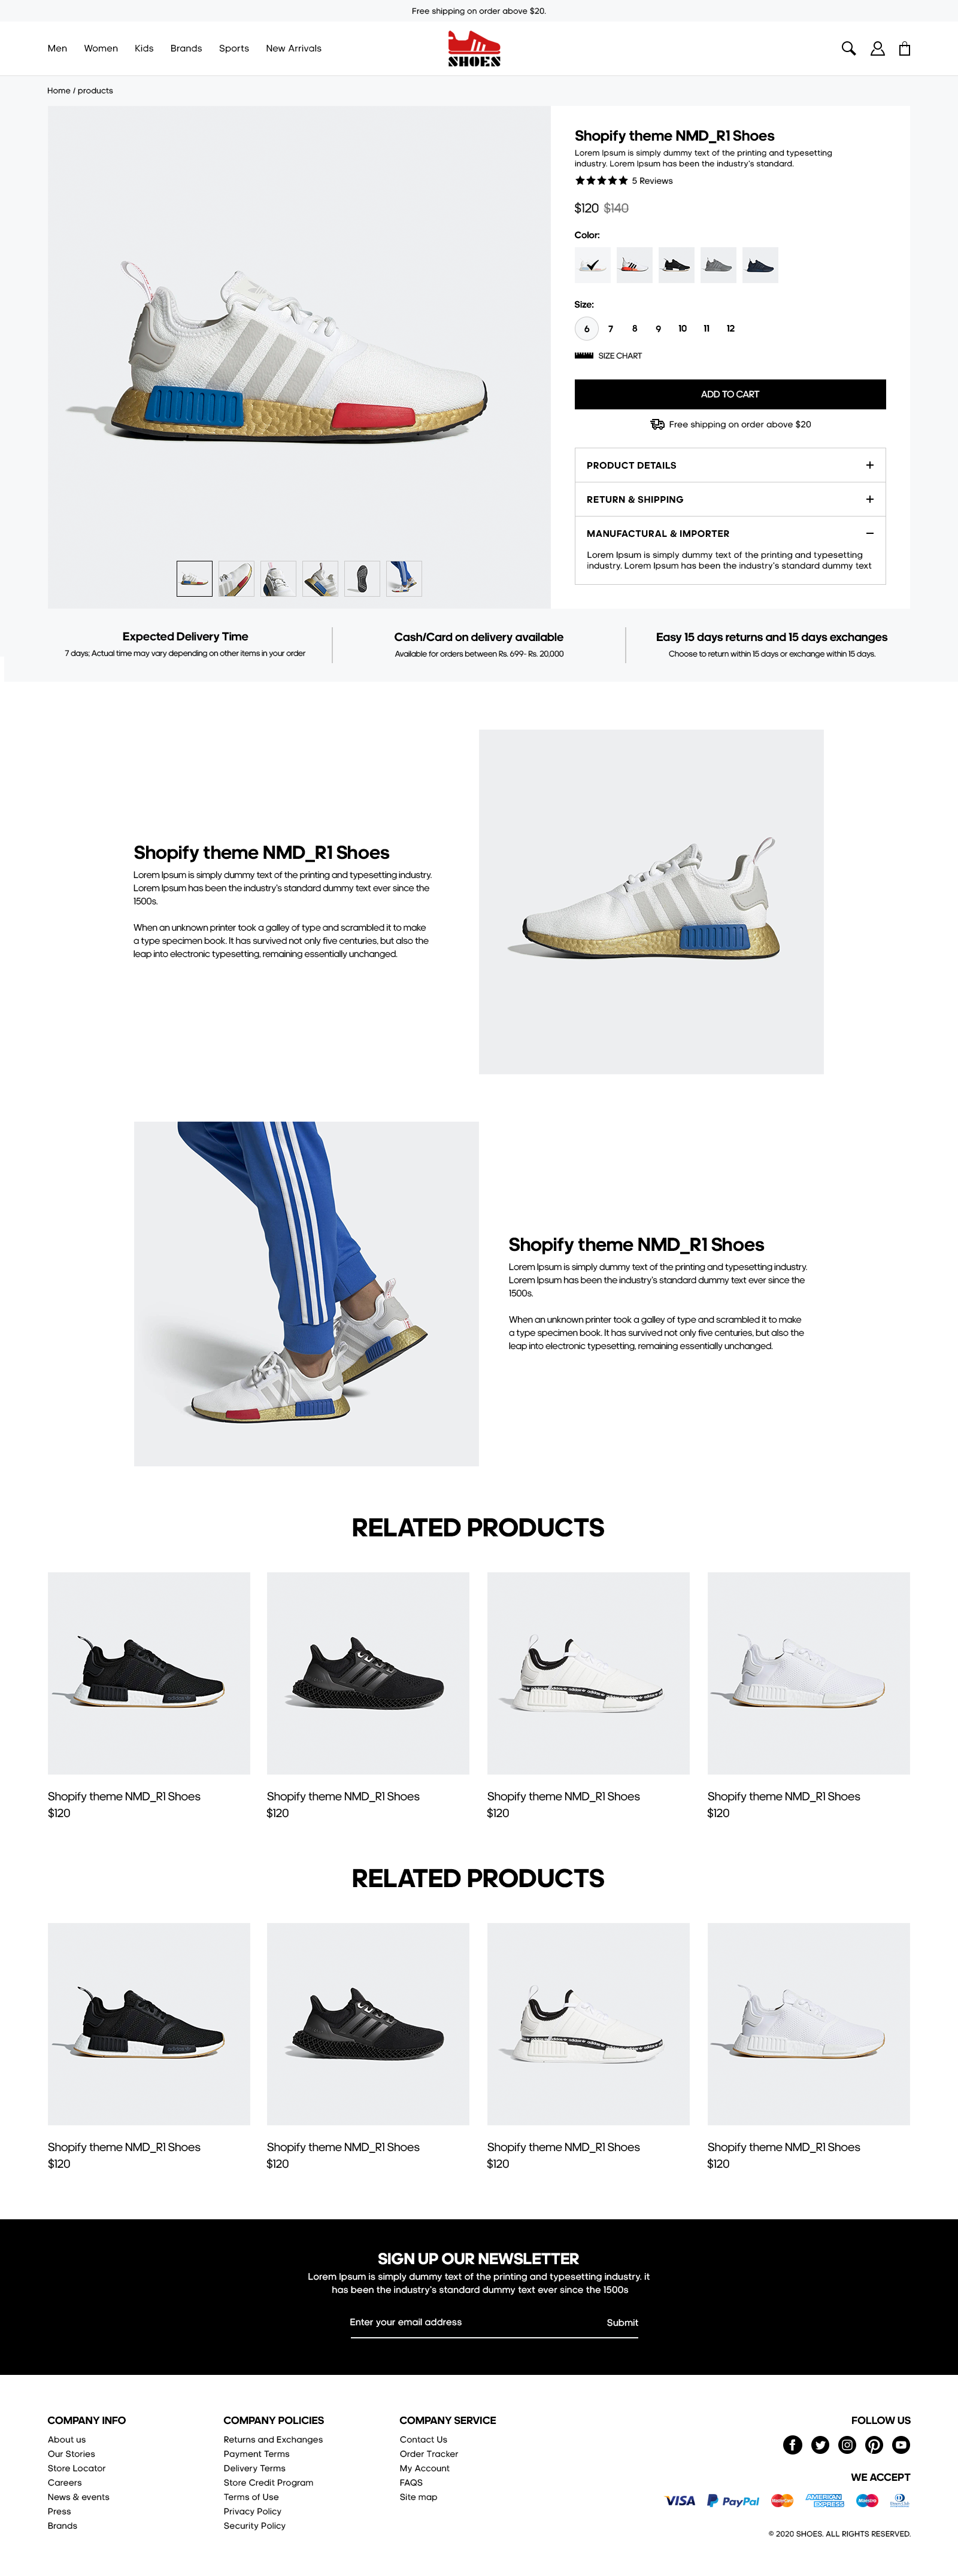 Free shipping on order above $20.
Men Women Kids Brands Sports New Arrivals
SHOES
Home / products
Shopify theme NMD_R1 Shoes
Lorem Ipsum is simply dummy text of the printing and typesetting
industry. Lorem Ipsum has been the industry's standard.
5 Reviews
$120 $140
Color:
Size:
6 7 8 9 10 11 12
SIZE CHART
ADD TO CART
Free shipping on order above $20
PRODUCT DETAILS +
RETURN & SHIPPING +
MANUFACTURAL & IMPORTER −
Lorem Ipsum is simply dummy text of the printing and typesetting
industry. Lorem Ipsum has been the industry's standard dummy text
Expected Delivery Time
7 days; Actual time may vary depending on other items in your order
Cash/Card on delivery available
Available for orders between Rs. 699- Rs. 20,000
Easy 15 days returns and 15 days exchanges
Choose to return within 15 days or exchange within 15 days.
Shopify theme NMD_R1 Shoes
Lorem Ipsum is simply dummy text of the printing and typesetting industry.
Lorem Ipsum has been the industry's standard dummy text ever since the
1500s.
When an unknown printer took a galley of type and scrambled it to make
a type specimen book. It has survived not only five centuries, but also the
leap into electronic typesetting, remaining essentially unchanged.
Shopify theme NMD_R1 Shoes
Lorem Ipsum is simply dummy text of the printing and typesetting industry.
Lorem Ipsum has been the industry's standard dummy text ever since the
1500s.
When an unknown printer took a galley of type and scrambled it to make
a type specimen book. It has survived not only five centuries, but also the
leap into electronic typesetting, remaining essentially unchanged.
RELATED PRODUCTS
Shopify theme NMD_R1 Shoes
$120
Shopify theme NMD_R1 Shoes
$120
Shopify theme NMD_R1 Shoes
$120
Shopify theme NMD_R1 Shoes
$120
RELATED PRODUCTS
Shopify theme NMD_R1 Shoes
$120
Shopify theme NMD_R1 Shoes
$120
Shopify theme NMD_R1 Shoes
$120
Shopify theme NMD_R1 Shoes
$120
SIGN UP OUR NEWSLETTER
Lorem Ipsum is simply dummy text of the printing and typesetting industry. it
has been the industry's standard dummy text ever since the 1500s
Enter your email address Submit
COMPANY INFO
About us
Our Stories
Store Locator
Careers
News & events
Press
Brands
COMPANY POLICIES
Returns and Exchanges
Payment Terms
Delivery Terms
Store Credit Program
Terms of Use
Privacy Policy
Security Policy
COMPANY SERVICE
Contact Us
Order Tracker
My Account
FAQS
Site map
FOLLOW US
WE ACCEPT
VISA PayPal MasterCard AMERICAN EXPRESS Maestro
© 2020 SHOES. ALL RIGHTS RESERVED.